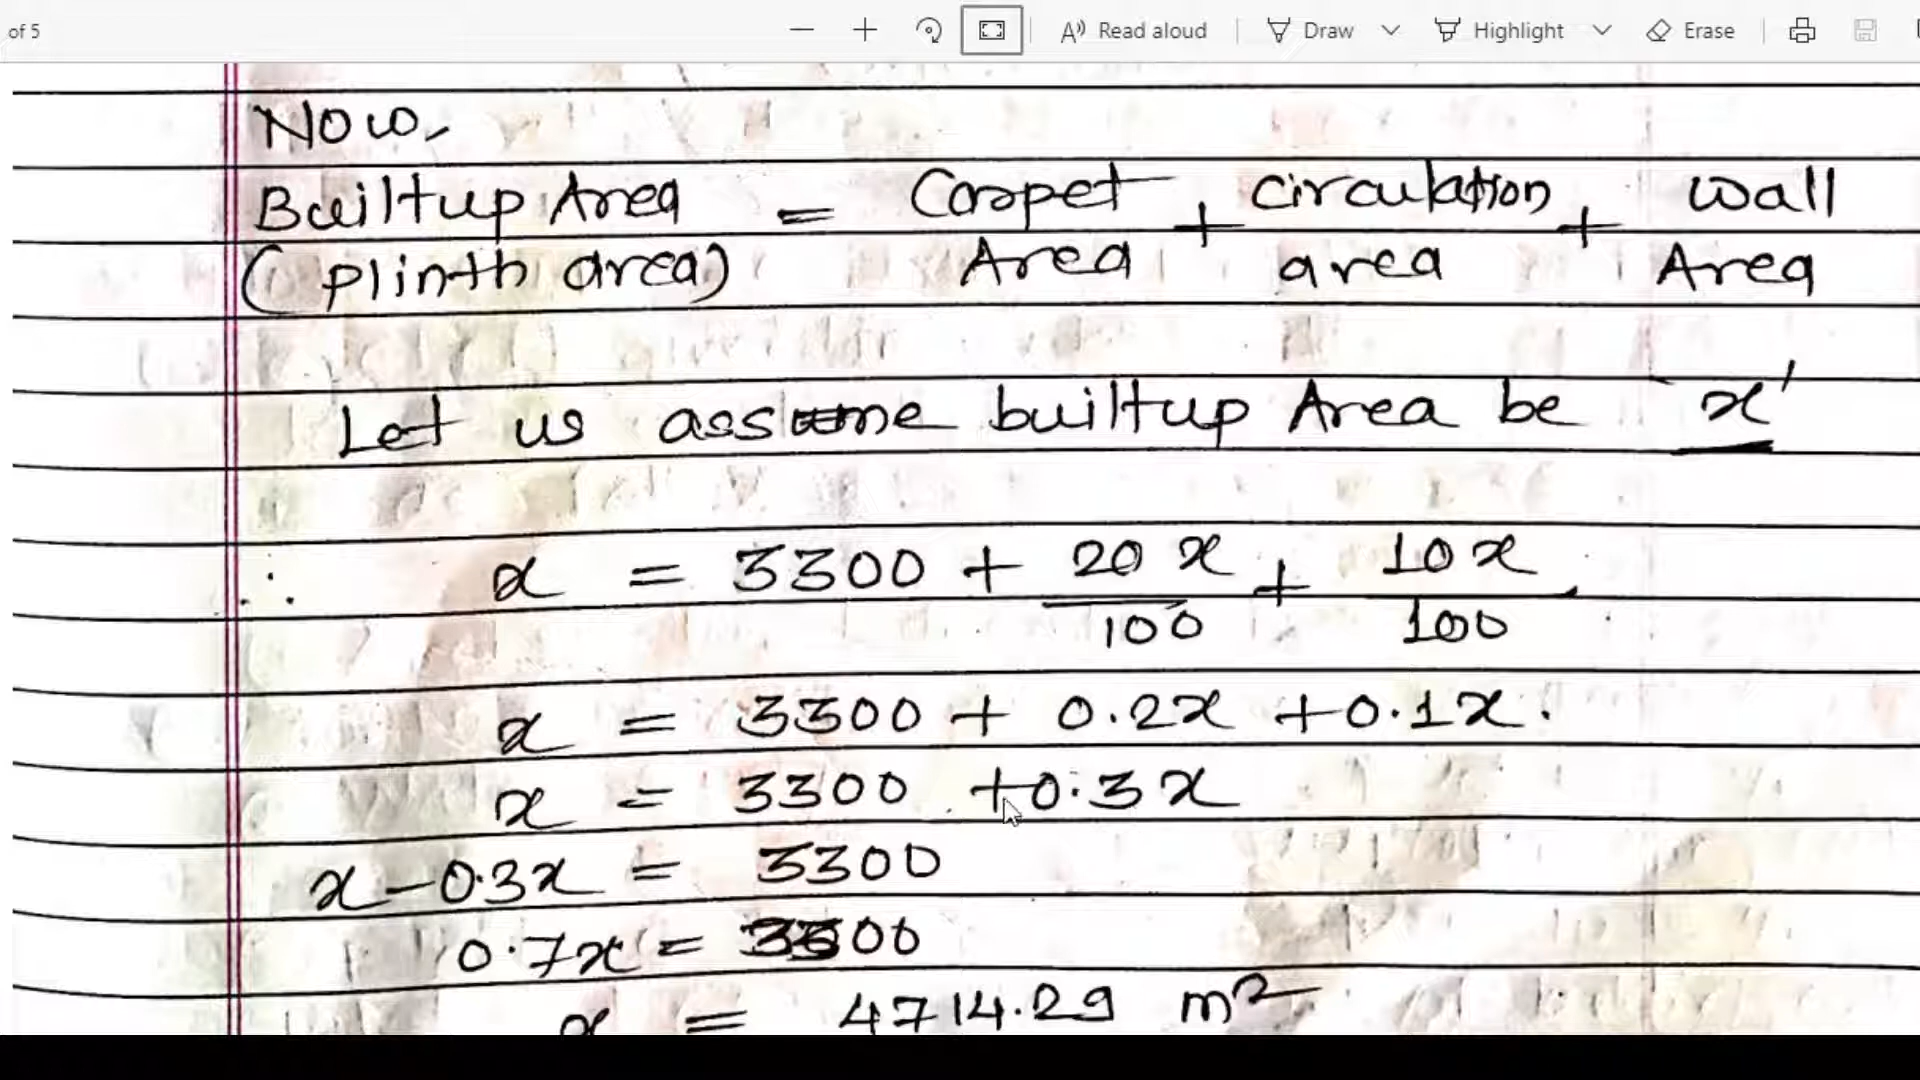 of 5
Read aloud
Draw
Highlight
Erase
Now,
Builtup Area = Carpet + circulation + wall
(plinth area) Area area Area
Let us assume builtup Area be x'
∴ x = 3300 + 20x/100 + 10x/100.
x = 3300 + 0.2x + 0.1x.
x = 3300 + 0.3x
x - 0.3x = 3300
0.7x = 3300
x = 4714.29 m²